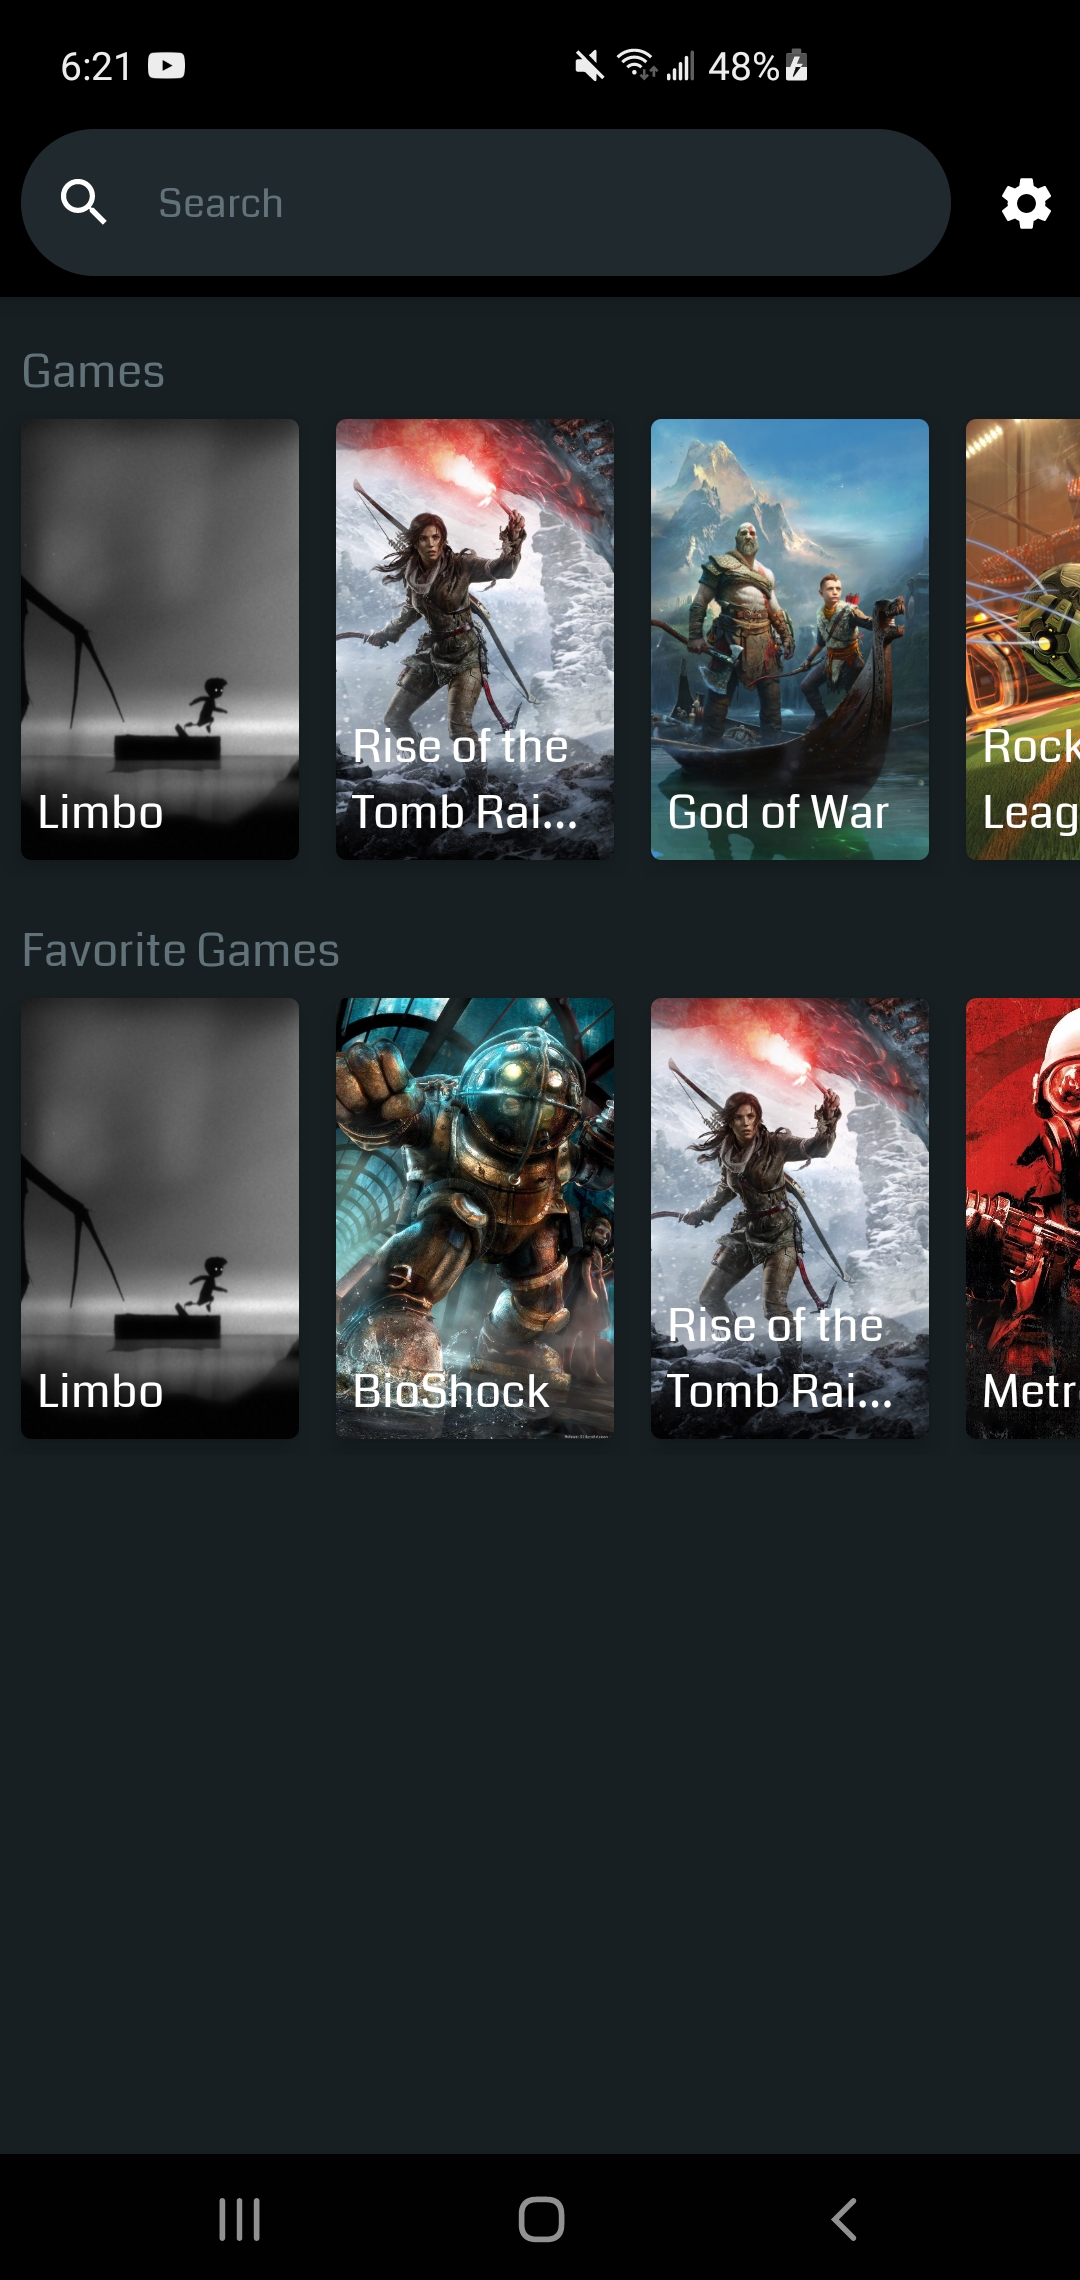 6:21
48%
Search
Games
Limbo
Rise of the
Tomb Rai...
God of War
Rock
Leag
Favorite Games
Limbo
BioShock
Rise of the
Tomb Rai...
Metr